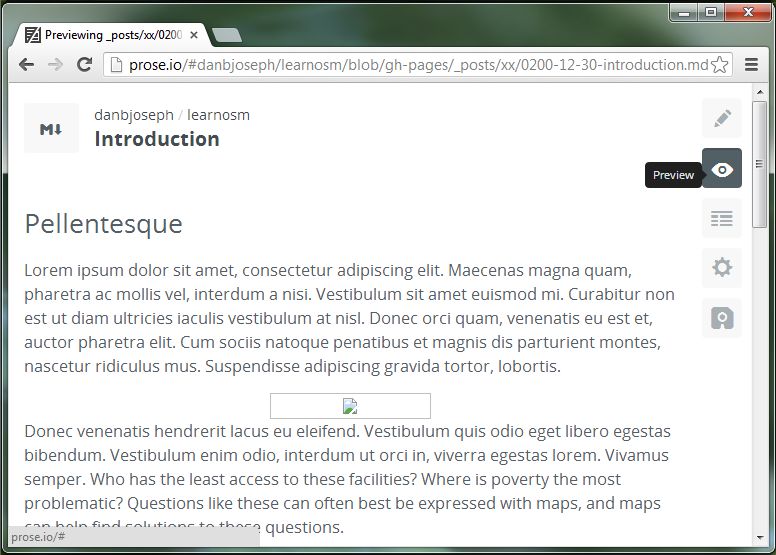 Previewing _posts/xx/0200
prose.io/#danbjoseph/learnosm/blob/gh-pages/_posts/xx/0200-12-30-introduction.md
M↓
danbjoseph / learnosm
Introduction
Preview
Pellentesque
Lorem ipsum dolor sit amet, consectetur adipiscing elit. Maecenas magna quam,
pharetra ac mollis vel, interdum a nisi. Vestibulum sit amet euismod mi. Curabitur non
est ut diam ultricies iaculis vestibulum at nisl. Donec orci quam, venenatis eu est et,
auctor pharetra elit. Cum sociis natoque penatibus et magnis dis parturient montes,
nascetur ridiculus mus. Suspendisse adipiscing gravida tortor, lobortis.
Donec venenatis hendrerit lacus eu eleifend. Vestibulum quis odio eget libero egestas
bibendum. Vestibulum enim odio, interdum ut orci in, viverra egestas lorem. Vivamus
semper. Who has the least access to these facilities? Where is poverty the most
problematic? Questions like these can often best be expressed with maps, and maps
can help find solutions to these questions.
prose.io/#